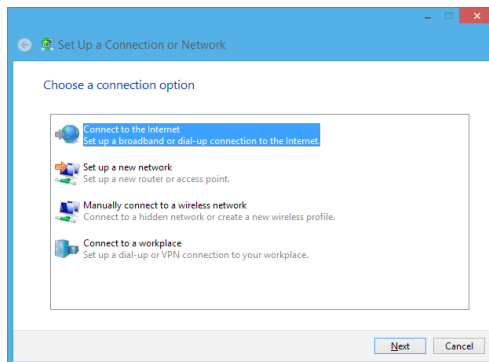 Set Up a Connection or Network
Choose a connection option
Connect to the Internet
Set up a broadband or dial-up connection to the Internet.
Set up a new network
Set up a new router or access point.
Manually connect to a wireless network
Connect to a hidden network or create a new wireless profile.
Connect to a workplace
Set up a dial-up or VPN connection to your workplace.
Next Cancel